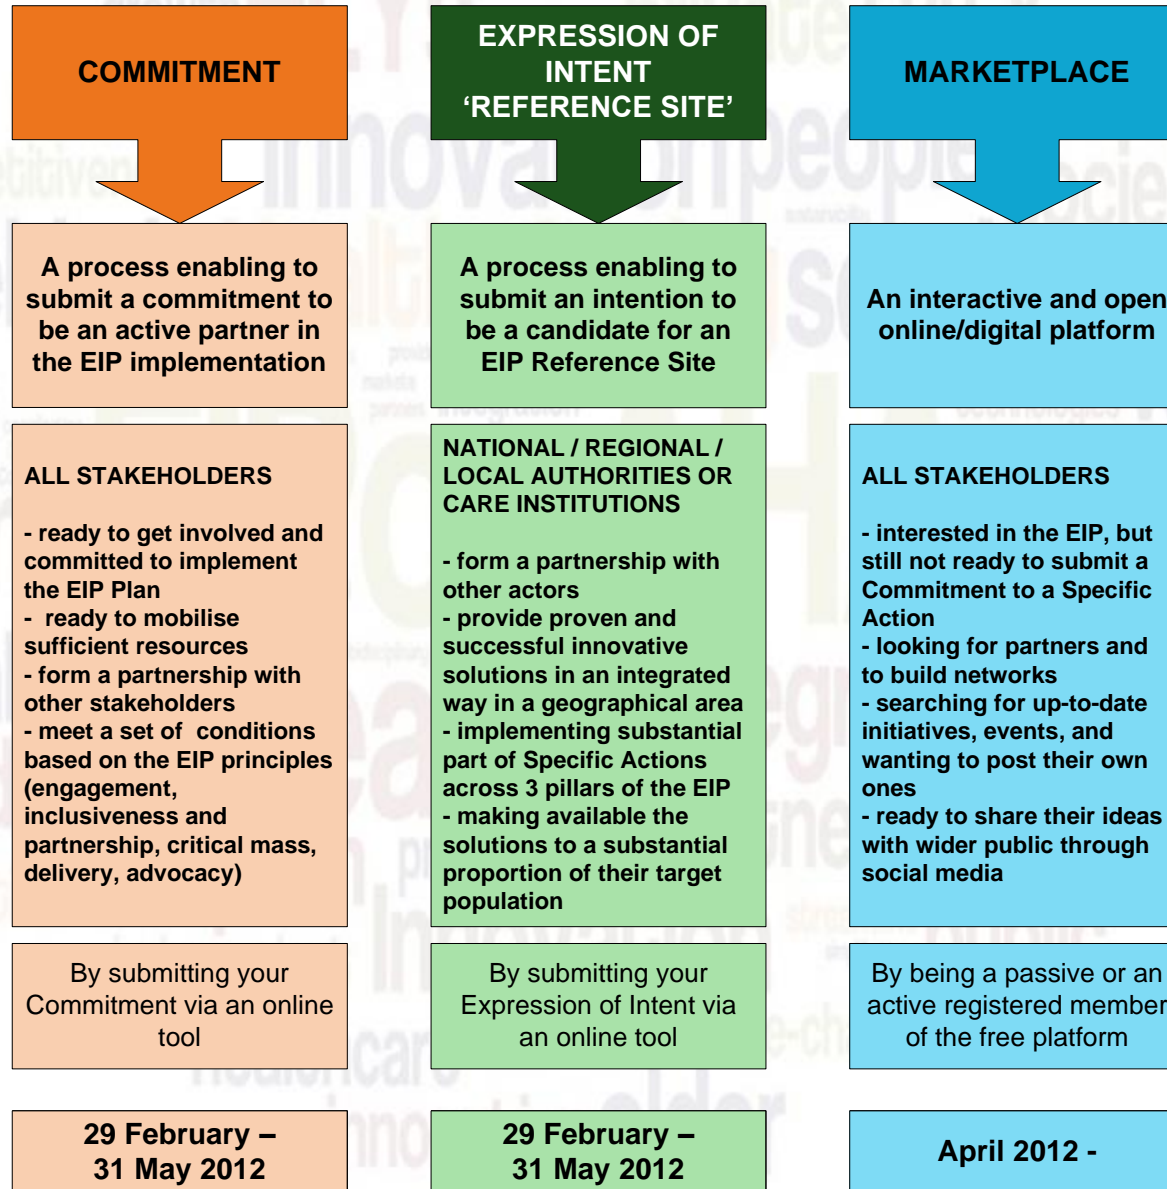 COMMITMENT
A process enabling to
submit a commitment to
be an active partner in
the EIP implementation
ALL STAKEHOLDERS
- ready to get involved and
committed to implement
the EIP Plan
- ready to mobilise
sufficient resources
- form a partnership with
other stakeholders
- meet a set of conditions
based on the EIP principles
(engagement,
inclusiveness and
partnership, critical mass,
delivery, advocacy)
By submitting your
Commitment via an online
tool
29 February –
31 May 2012
EXPRESSION OF
INTENT
‘REFERENCE SITE’
A process enabling to
submit an intention to
be a candidate for an
EIP Reference Site
NATIONAL / REGIONAL /
LOCAL AUTHORITIES OR
CARE INSTITUTIONS
- form a partnership with
other actors
- provide proven and
successful innovative
solutions in an integrated
way in a geographical area
- implementing substantial
part of Specific Actions
across 3 pillars of the EIP
- making available the
solutions to a substantial
proportion of their target
population
By submitting your
Expression of Intent via
an online tool
29 February –
31 May 2012
MARKETPLACE
An interactive and open
online/digital platform
ALL STAKEHOLDERS
- interested in the EIP, but
still not ready to submit a
Commitment to a Specific
Action
- looking for partners and
to build networks
- searching for up-to-date
initiatives, events, and
wanting to post their own
ones
- ready to share their ideas
with wider public through
social media
By being a passive or an
active registered member
of the free platform
April 2012 -